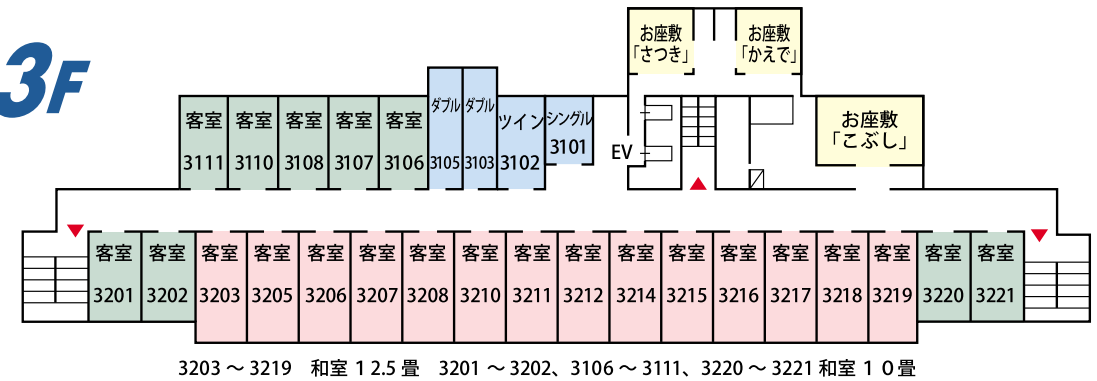 3F
お座敷
「さつき」
お座敷
「かえで」
お座敷
「こぶし」
客室
3111
客室
3110
客室
3108
客室
3107
客室
3106
ダブル
3105
ダブル
3103
ツイン
3102
シングル
3101
EV
客室
3201
客室
3202
客室
3203
客室
3205
客室
3206
客室
3207
客室
3208
客室
3210
客室
3211
客室
3212
客室
3214
客室
3215
客室
3216
客室
3217
客室
3218
客室
3219
客室
3220
客室
3221
3203 ～ 3219　和室 １２.５ 畳　3201 ～ 3202、3106 ～ 3111、3220 ～ 3221 和室 １０畳